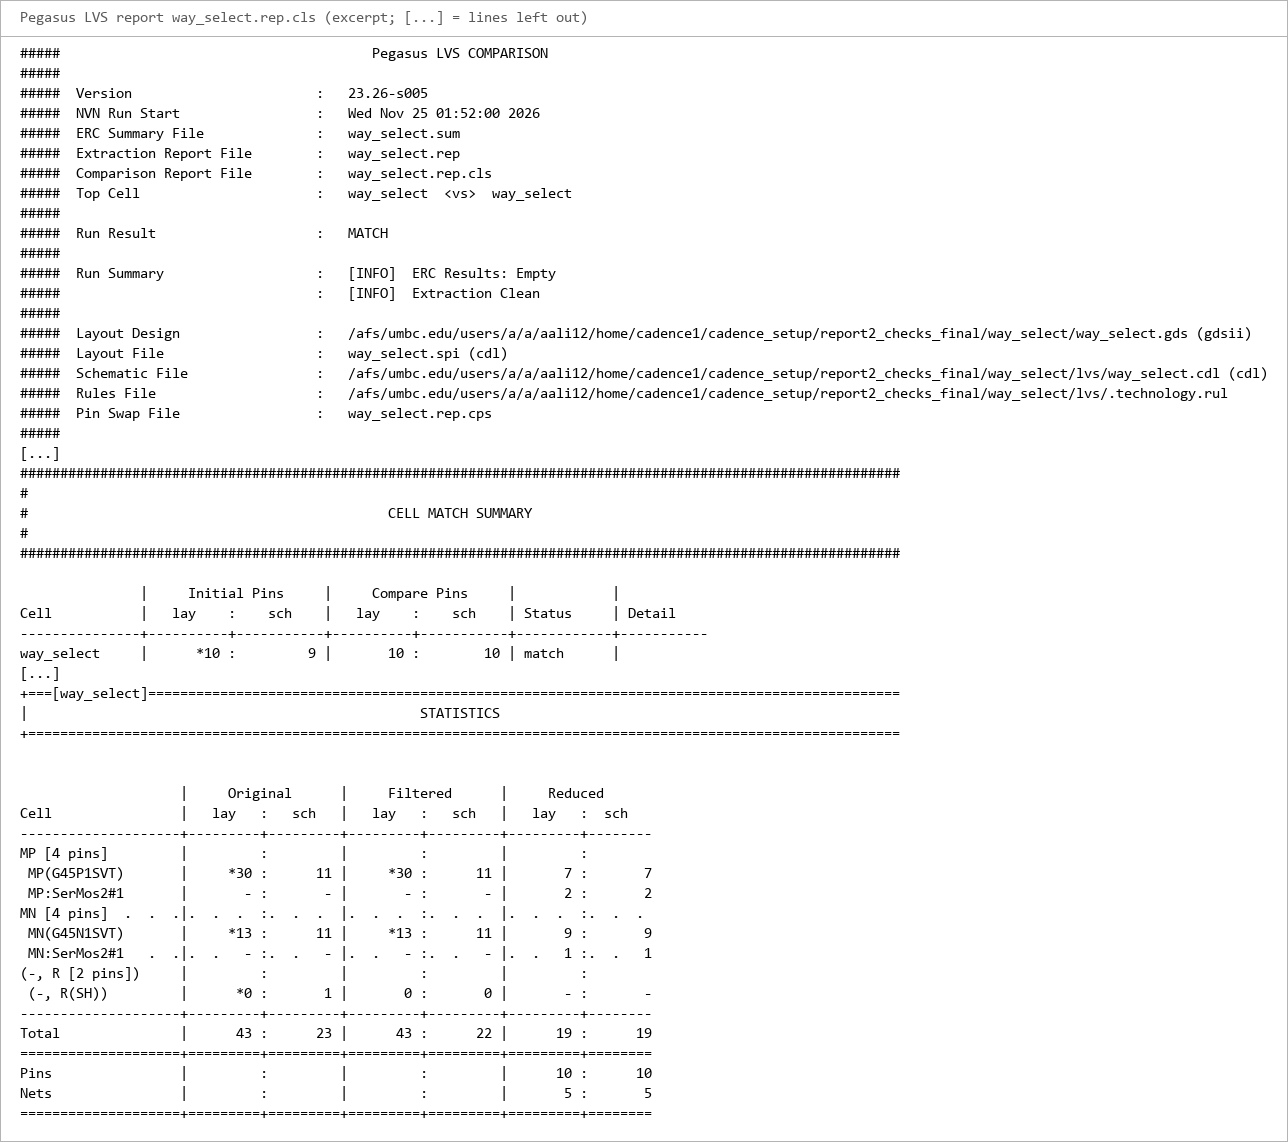 Pegasus LVS report way_select.rep.cls (excerpt; [...] = lines left out)
#####                                       Pegasus LVS COMPARISON
#####
#####  Version                       :   23.26-s005
#####  NVN Run Start                 :   Wed Nov 25 01:52:00 2026
#####  ERC Summary File              :   way_select.sum
#####  Extraction Report File        :   way_select.rep
#####  Comparison Report File        :   way_select.rep.cls
#####  Top Cell                      :   way_select  <vs>  way_select
#####
#####  Run Result                    :   MATCH
#####
#####  Run Summary                   :   [INFO]  ERC Results: Empty
#####                                :   [INFO]  Extraction Clean
#####
#####  Layout Design                 :   /afs/umbc.edu/users/a/a/aali12/home/cadence1/cadence_setup/report2_checks_final/way_select/way_select.gds (gdsii)
#####  Layout File                   :   way_select.spi (cdl)
#####  Schematic File                :   /afs/umbc.edu/users/a/a/aali12/home/cadence1/cadence_setup/report2_checks_final/way_select/lvs/way_select.cdl (cdl)
#####  Rules File                    :   /afs/umbc.edu/users/a/a/aali12/home/cadence1/cadence_setup/report2_checks_final/way_select/lvs/.technology.rul
#####  Pin Swap File                 :   way_select.rep.cps
#####
[...]
##############################################################################################################
#
#                                             CELL MATCH SUMMARY
#
##############################################################################################################
               |     Initial Pins     |     Compare Pins     |            |
Cell           |   lay    :    sch    |   lay    :    sch    | Status     | Detail
---------------+----------+-----------+----------+-----------+------------+-----------
way_select     |      *10 :         9 |       10 :        10 | match      |
[...]
+===[way_select]==============================================================================================
|                                                 STATISTICS
+=============================================================================================================
                    |     Original      |     Filtered      |     Reduced
Cell                |   lay   :   sch   |   lay   :   sch   |   lay   :  sch
--------------------+---------+---------+---------+---------+---------+--------
MP [4 pins]         |         :         |         :         |         :
 MP(G45P1SVT)       |     *30 :      11 |     *30 :      11 |       7 :       7
 MP:SerMos2#1       |       - :       - |       - :       - |       2 :       2
MN [4 pins]  .  .  .|.  .  .  :.  .  .  |.  .  .  :.  .  .  |.  .  .  :.  .  .
 MN(G45N1SVT)       |     *13 :      11 |     *13 :      11 |       9 :       9
 MN:SerMos2#1   .  .|.  .   - :.  .   - |.  .   - :.  .   - |.  .   1 :.  .   1
(-, R [2 pins])     |         :         |         :         |         :
 (-, R(SH))         |      *0 :       1 |       0 :       0 |       - :       -
--------------------+---------+---------+---------+---------+---------+--------
Total               |      43 :      23 |      43 :      22 |      19 :      19
====================+=========+=========+=========+=========+=========+========
Pins                |         :         |         :         |      10 :      10
Nets                |         :         |         :         |       5 :       5
====================+=========+=========+=========+=========+=========+========